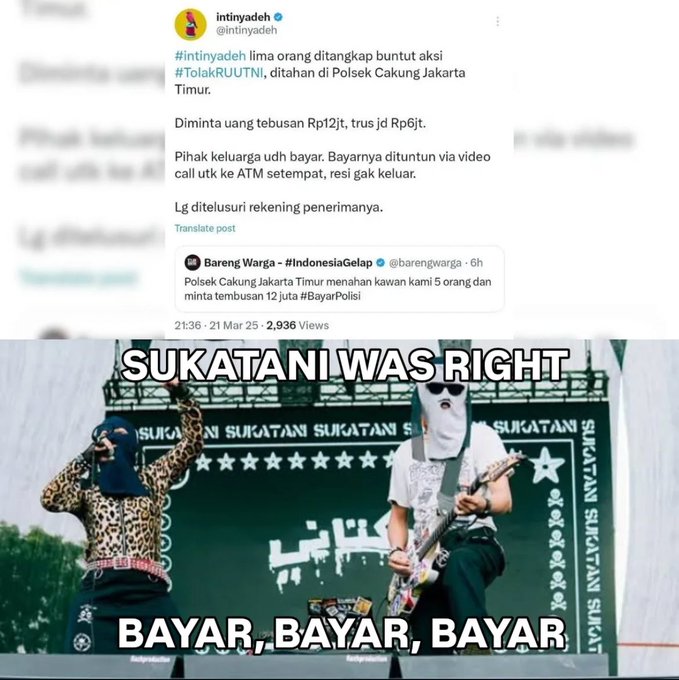 intinyadeh
@intinyadeh
#intinyadeh lima orang ditangkap buntut aksi
#TolakRUUTNI, ditahan di Polsek Cakung Jakarta
Timur.
Diminta uang tebusan Rp12jt, trus jd Rp6jt.
Pihak keluarga udh bayar. Bayarnya dituntun via video
call utk ke ATM setempat, resi gak keluar.
Lg ditelusuri rekening penerimanya.
Translate post
Bareng Warga - #IndonesiaGelap @barengwarga · 6h
Polsek Cakung Jakarta Timur menahan kawan kami 5 orang dan
minta tembusan 12 juta #BayarPolisi
21:36 · 21 Mar 25 · 2,936 Views
SUKATANI WAS RIGHT
SUKATANI SUKATANI SUKATANI S
SUKATANI
SUKATANI SUKATANI SUKAT
BAYAR, BAYAR, BAYAR